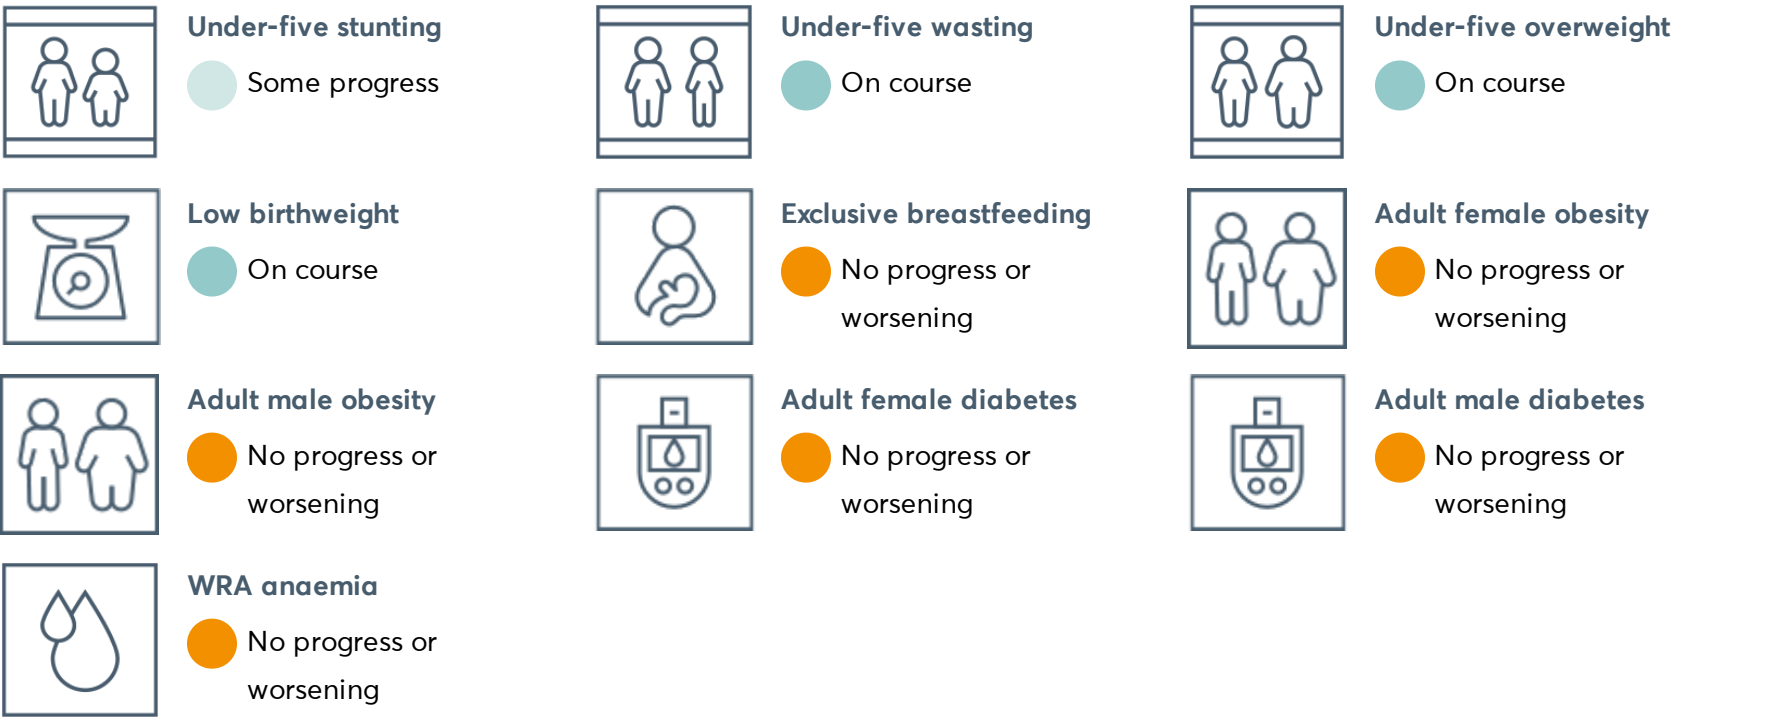 Under-five stunting
Some progress
Under-five wasting
On course
Under-five overweight
On course
Low birthweight
On course
Exclusive breastfeeding
No progress or
worsening
Adult female obesity
No progress or
worsening
Adult male obesity
No progress or
worsening
Adult female diabetes
No progress or
worsening
Adult male diabetes
No progress or
worsening
WRA anaemia
No progress or
worsening